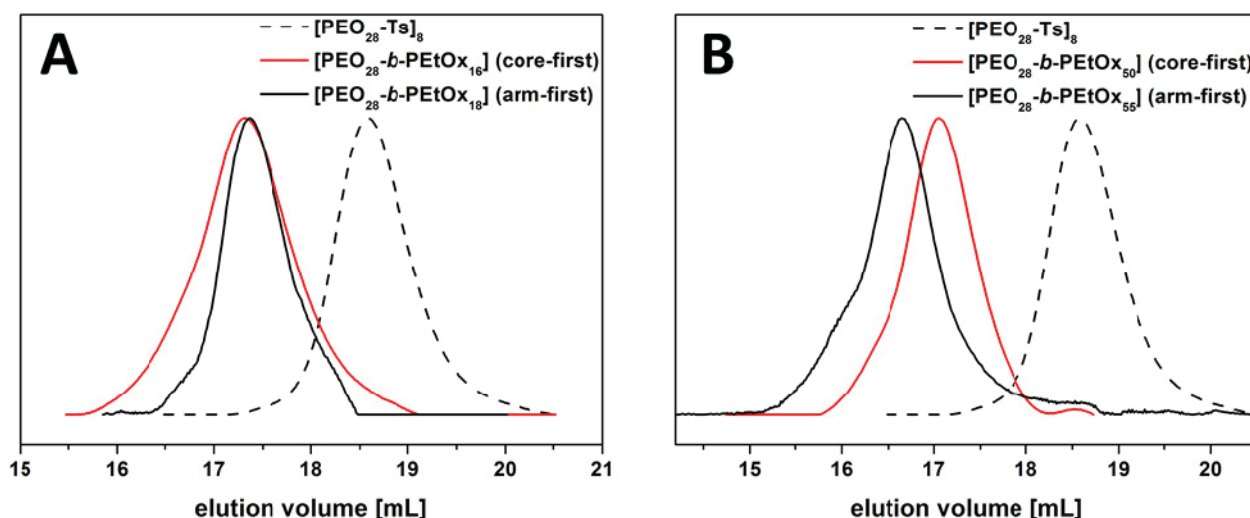 A
[PEO₂₈-Ts]₈
[PEO₂₈-b-PEtOx₁₆] (core-first)
[PEO₂₈-b-PEtOx₁₈] (arm-first)
15 16 17 18 19 20 21
elution volume [mL]
B
[PEO₂₈-Ts]₈
[PEO₂₈-b-PEtOx₅₀] (core-first)
[PEO₂₈-b-PEtOx₅₅] (arm-first)
15 16 17 18 19 20
elution volume [mL]